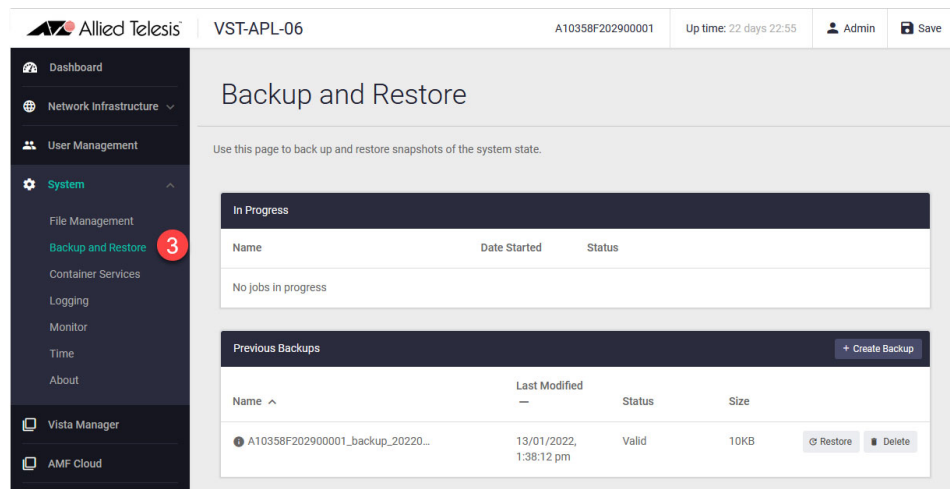 Allied Telesis
VST-APL-06
A10358F202900001
Up time: 22 days 22:55
Admin
Save
Dashboard
Network Infrastructure
User Management
System
File Management
Backup and Restore
3
Container Services
Logging
Monitor
Time
About
Vista Manager
AMF Cloud
Backup and Restore
Use this page to back up and restore snapshots of the system state.
In Progress
Name Date Started Status
No jobs in progress
Previous Backups
+ Create Backup
Name Last Modified Status Size
A10358F202900001_backup_20220... 13/01/2022, Valid 10KB Restore Delete
1:38:12 pm